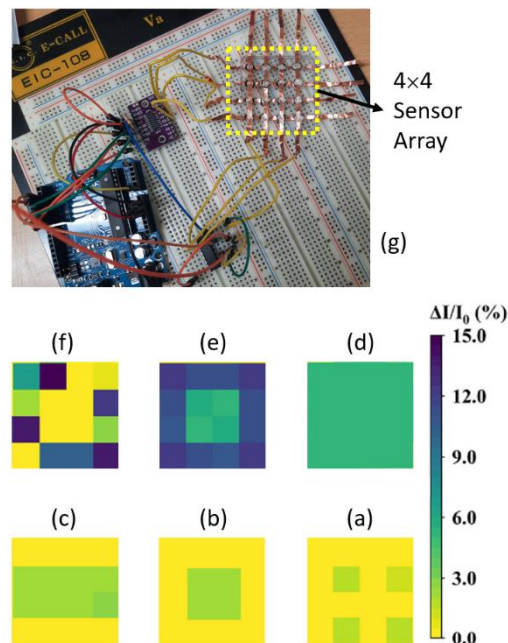 Va
E-CALL
EIC-108
4×4
Sensor
Array
(g)
ΔI/I₀ (%)
(f)
(e)
(d)
15.0
12.0
9.0
6.0
3.0
0.0
(c)
(b)
(a)